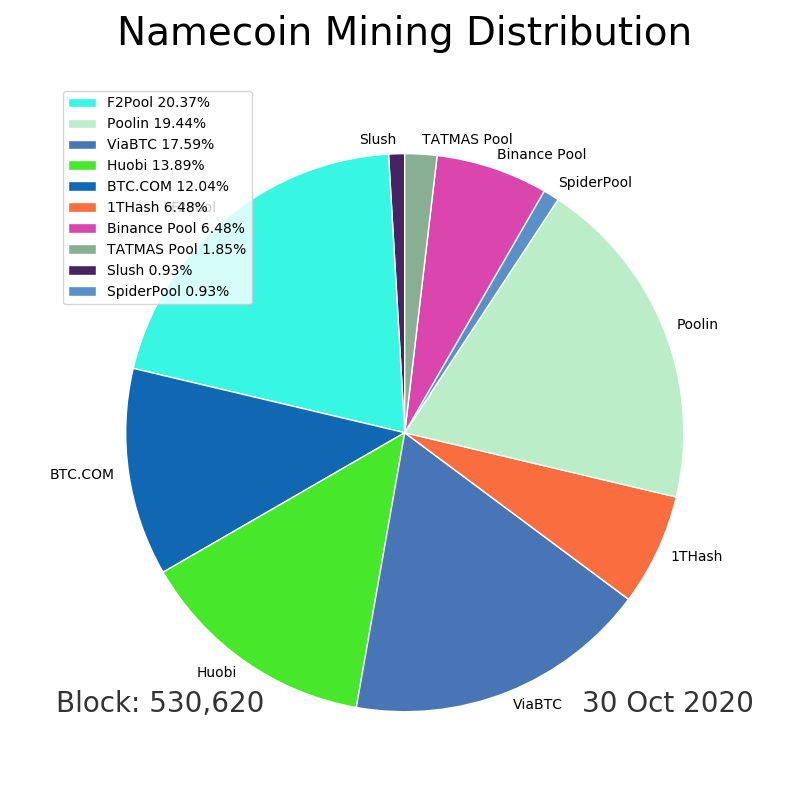 Namecoin Mining Distribution
F2Pool 20.37%
Poolin 19.44%
ViaBTC 17.59%
Huobi 13.89%
BTC.COM 12.04%
1THash 6.48%
Binance Pool 6.48%
TATMAS Pool 1.85%
Slush 0.93%
SpiderPool 0.93%
Slush
TATMAS Pool
Binance Pool
SpiderPool
Poolin
1THash
ViaBTC
Huobi
BTC.COM
Block: 530,620
30 Oct 2020